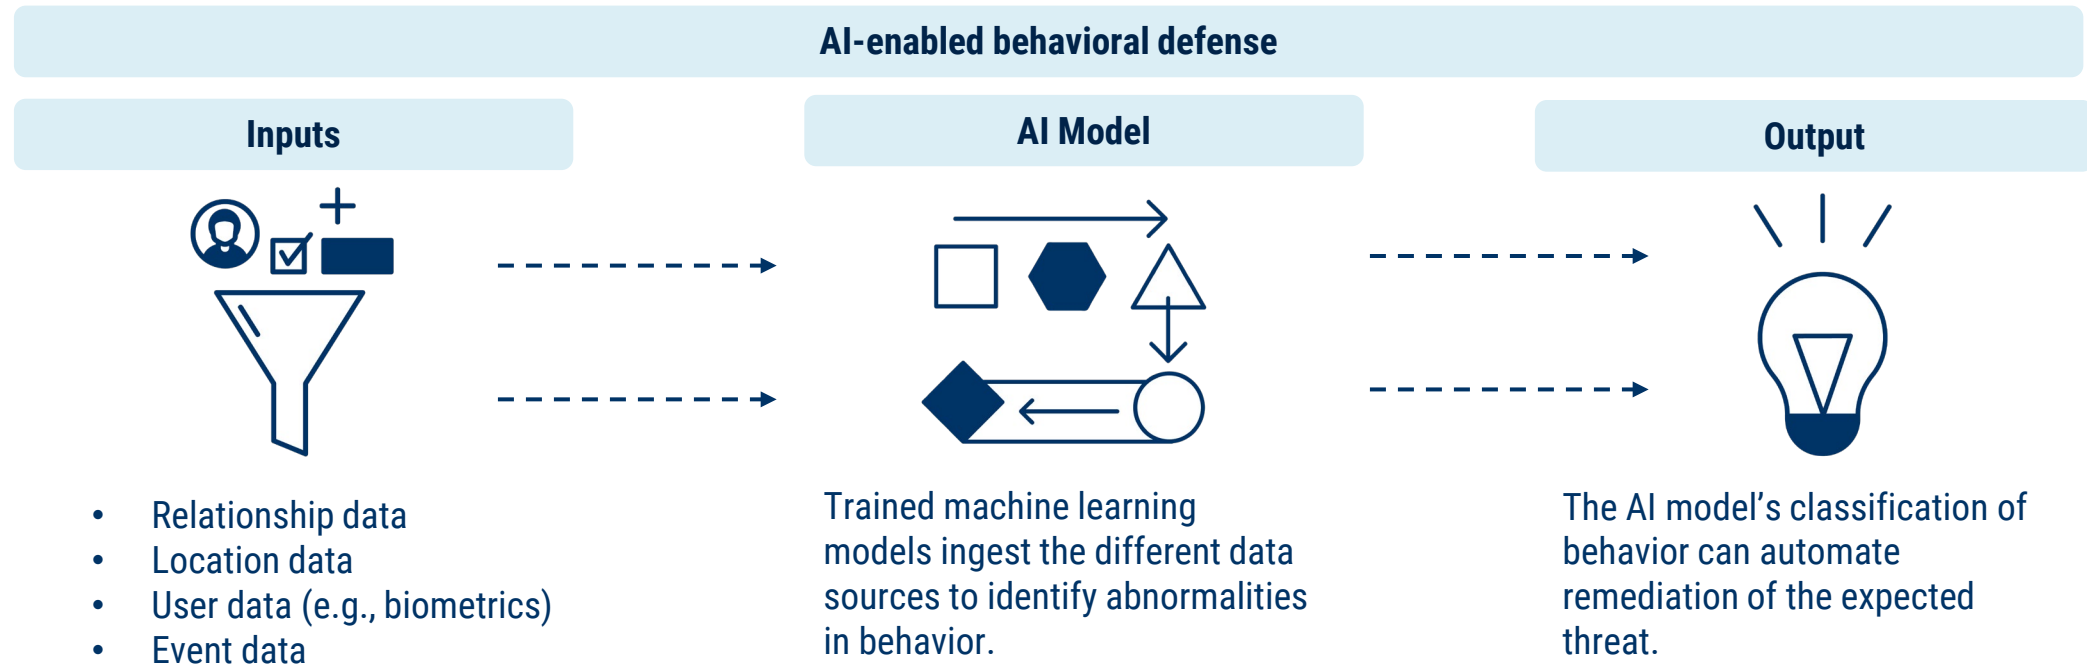 AI-enabled behavioral defense
Inputs
AI Model
Output
• Relationship data
• Location data
• User data (e.g., biometrics)
• Event data
Trained machine learning
models ingest the different data
sources to identify abnormalities
in behavior.
The AI model’s classification of
behavior can automate
remediation of the expected
threat.